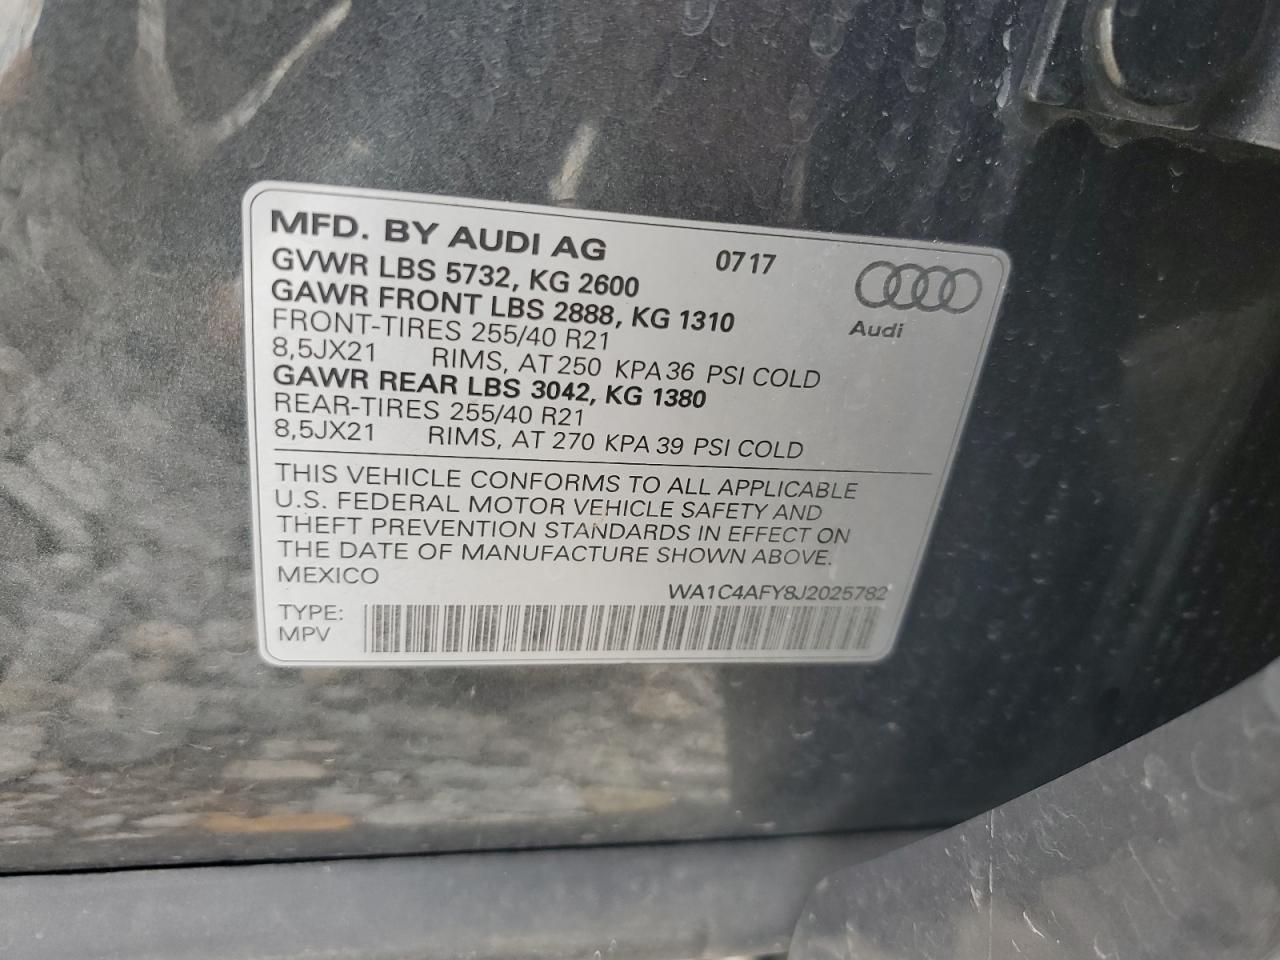 MFD. BY AUDI AG 0717
GVWR LBS 5732, KG 2600
GAWR FRONT LBS 2888, KG 1310
Audi
FRONT-TIRES 255/40 R21
8,5JX21 RIMS, AT 250 KPA 36 PSI COLD
GAWR REAR LBS 3042, KG 1380
REAR-TIRES 255/40 R21
8,5JX21 RIMS, AT 270 KPA 39 PSI COLD
THIS VEHICLE CONFORMS TO ALL APPLICABLE
U.S. FEDERAL MOTOR VEHICLE SAFETY AND
THEFT PREVENTION STANDARDS IN EFFECT ON
THE DATE OF MANUFACTURE SHOWN ABOVE.
MEXICO WA1C4AFY8J2025782
TYPE:
MPV